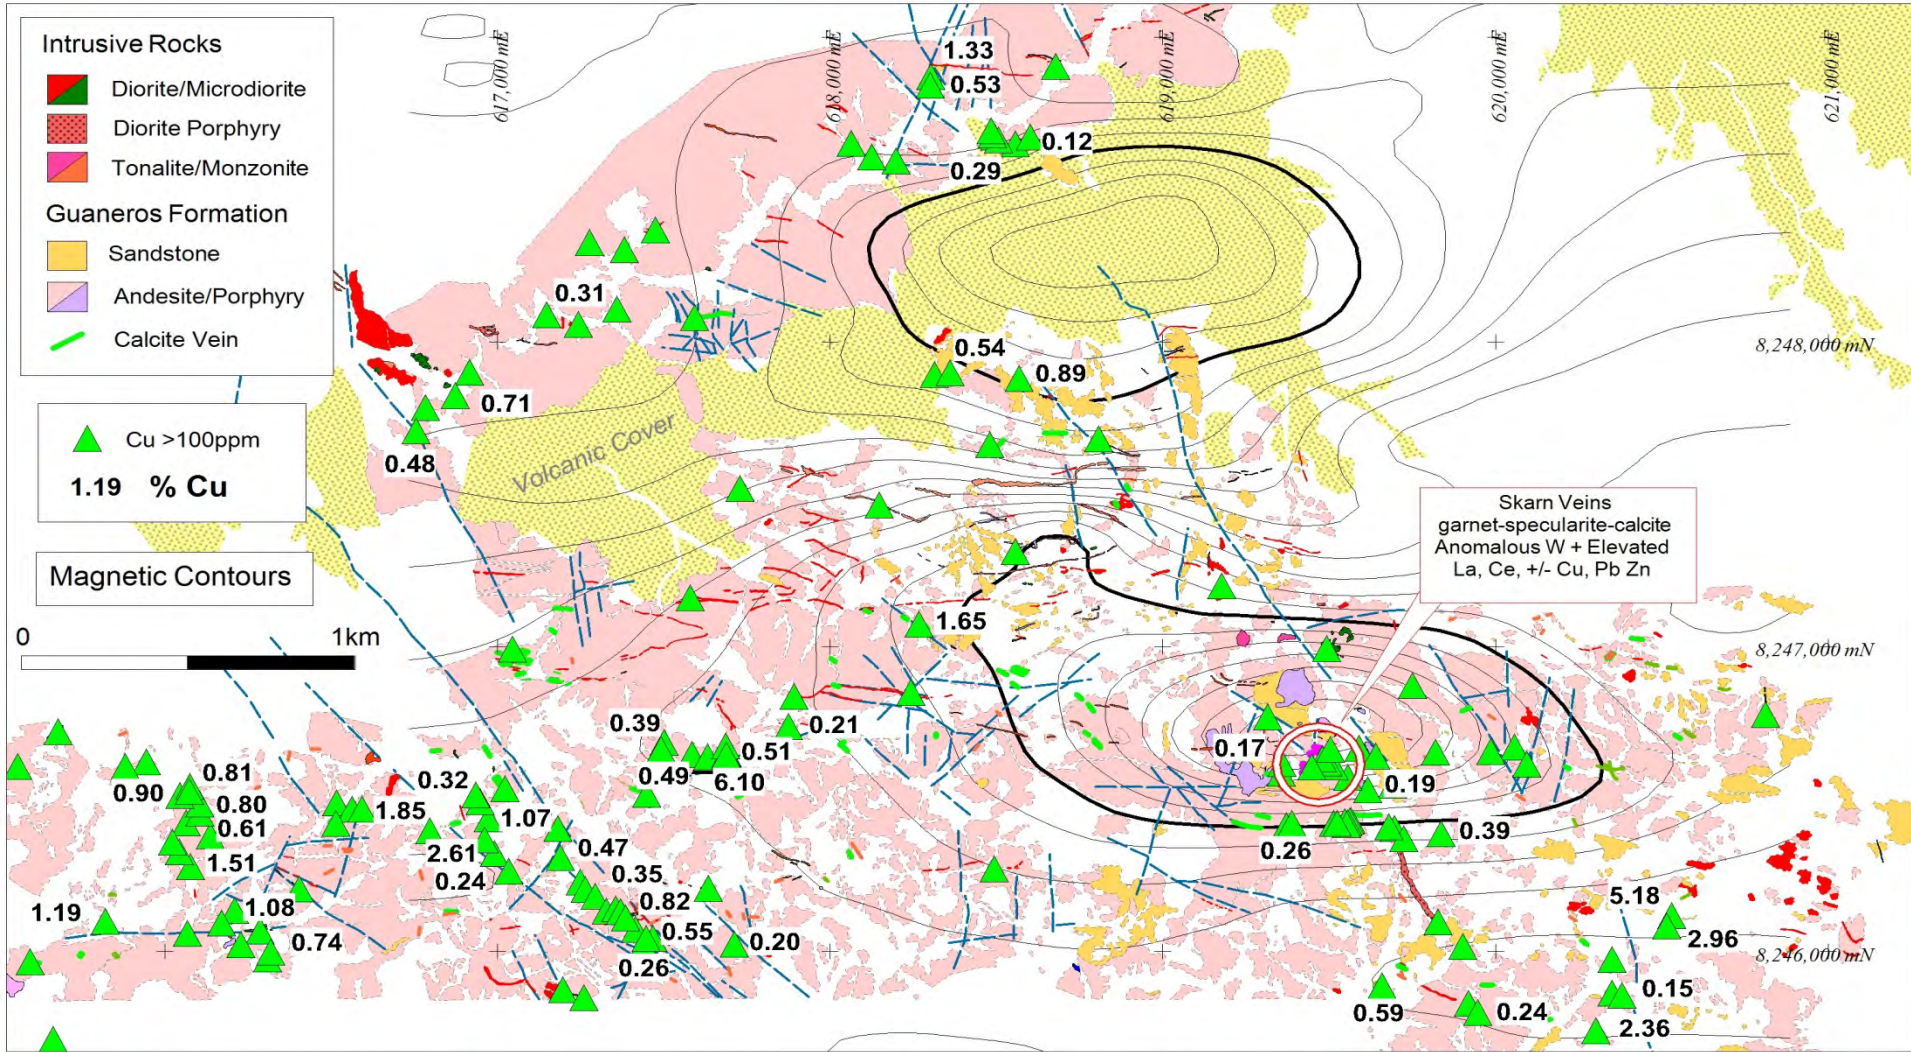 Intrusive Rocks
Diorite/Microdiorite
Diorite Porphyry
Tonalite/Monzonite
Guaneros Formation
Sandstone
Andesite/Porphyry
Calcite Vein
Cu >100ppm
1.19 % Cu
Magnetic Contours
0 1km
617,000 mE
618,000 mE
619,000 mE
620,000 mE
621,000 mE
1.33
0.53
0.12
0.29
0.31
8,248,000 mN
0.54
0.89
0.71
Volcanic Cover
0.48
Skarn Veins
garnet-specularite-calcite
Anomalous W + Elevated
La, Ce, +/- Cu, Pb Zn
1.65
8,247,000 mN
0.39
0.21
0.51
0.49
6.10
0.17
0.19
0.81
0.90
0.80
0.61
1.51
0.32
1.85
1.07
2.61
0.24
0.47
0.35
0.82
0.55
0.26
0.20
0.26
0.39
1.19
1.08
0.74
5.18
2.96
8,246,000 mN
0.15
0.59
0.24
2.36